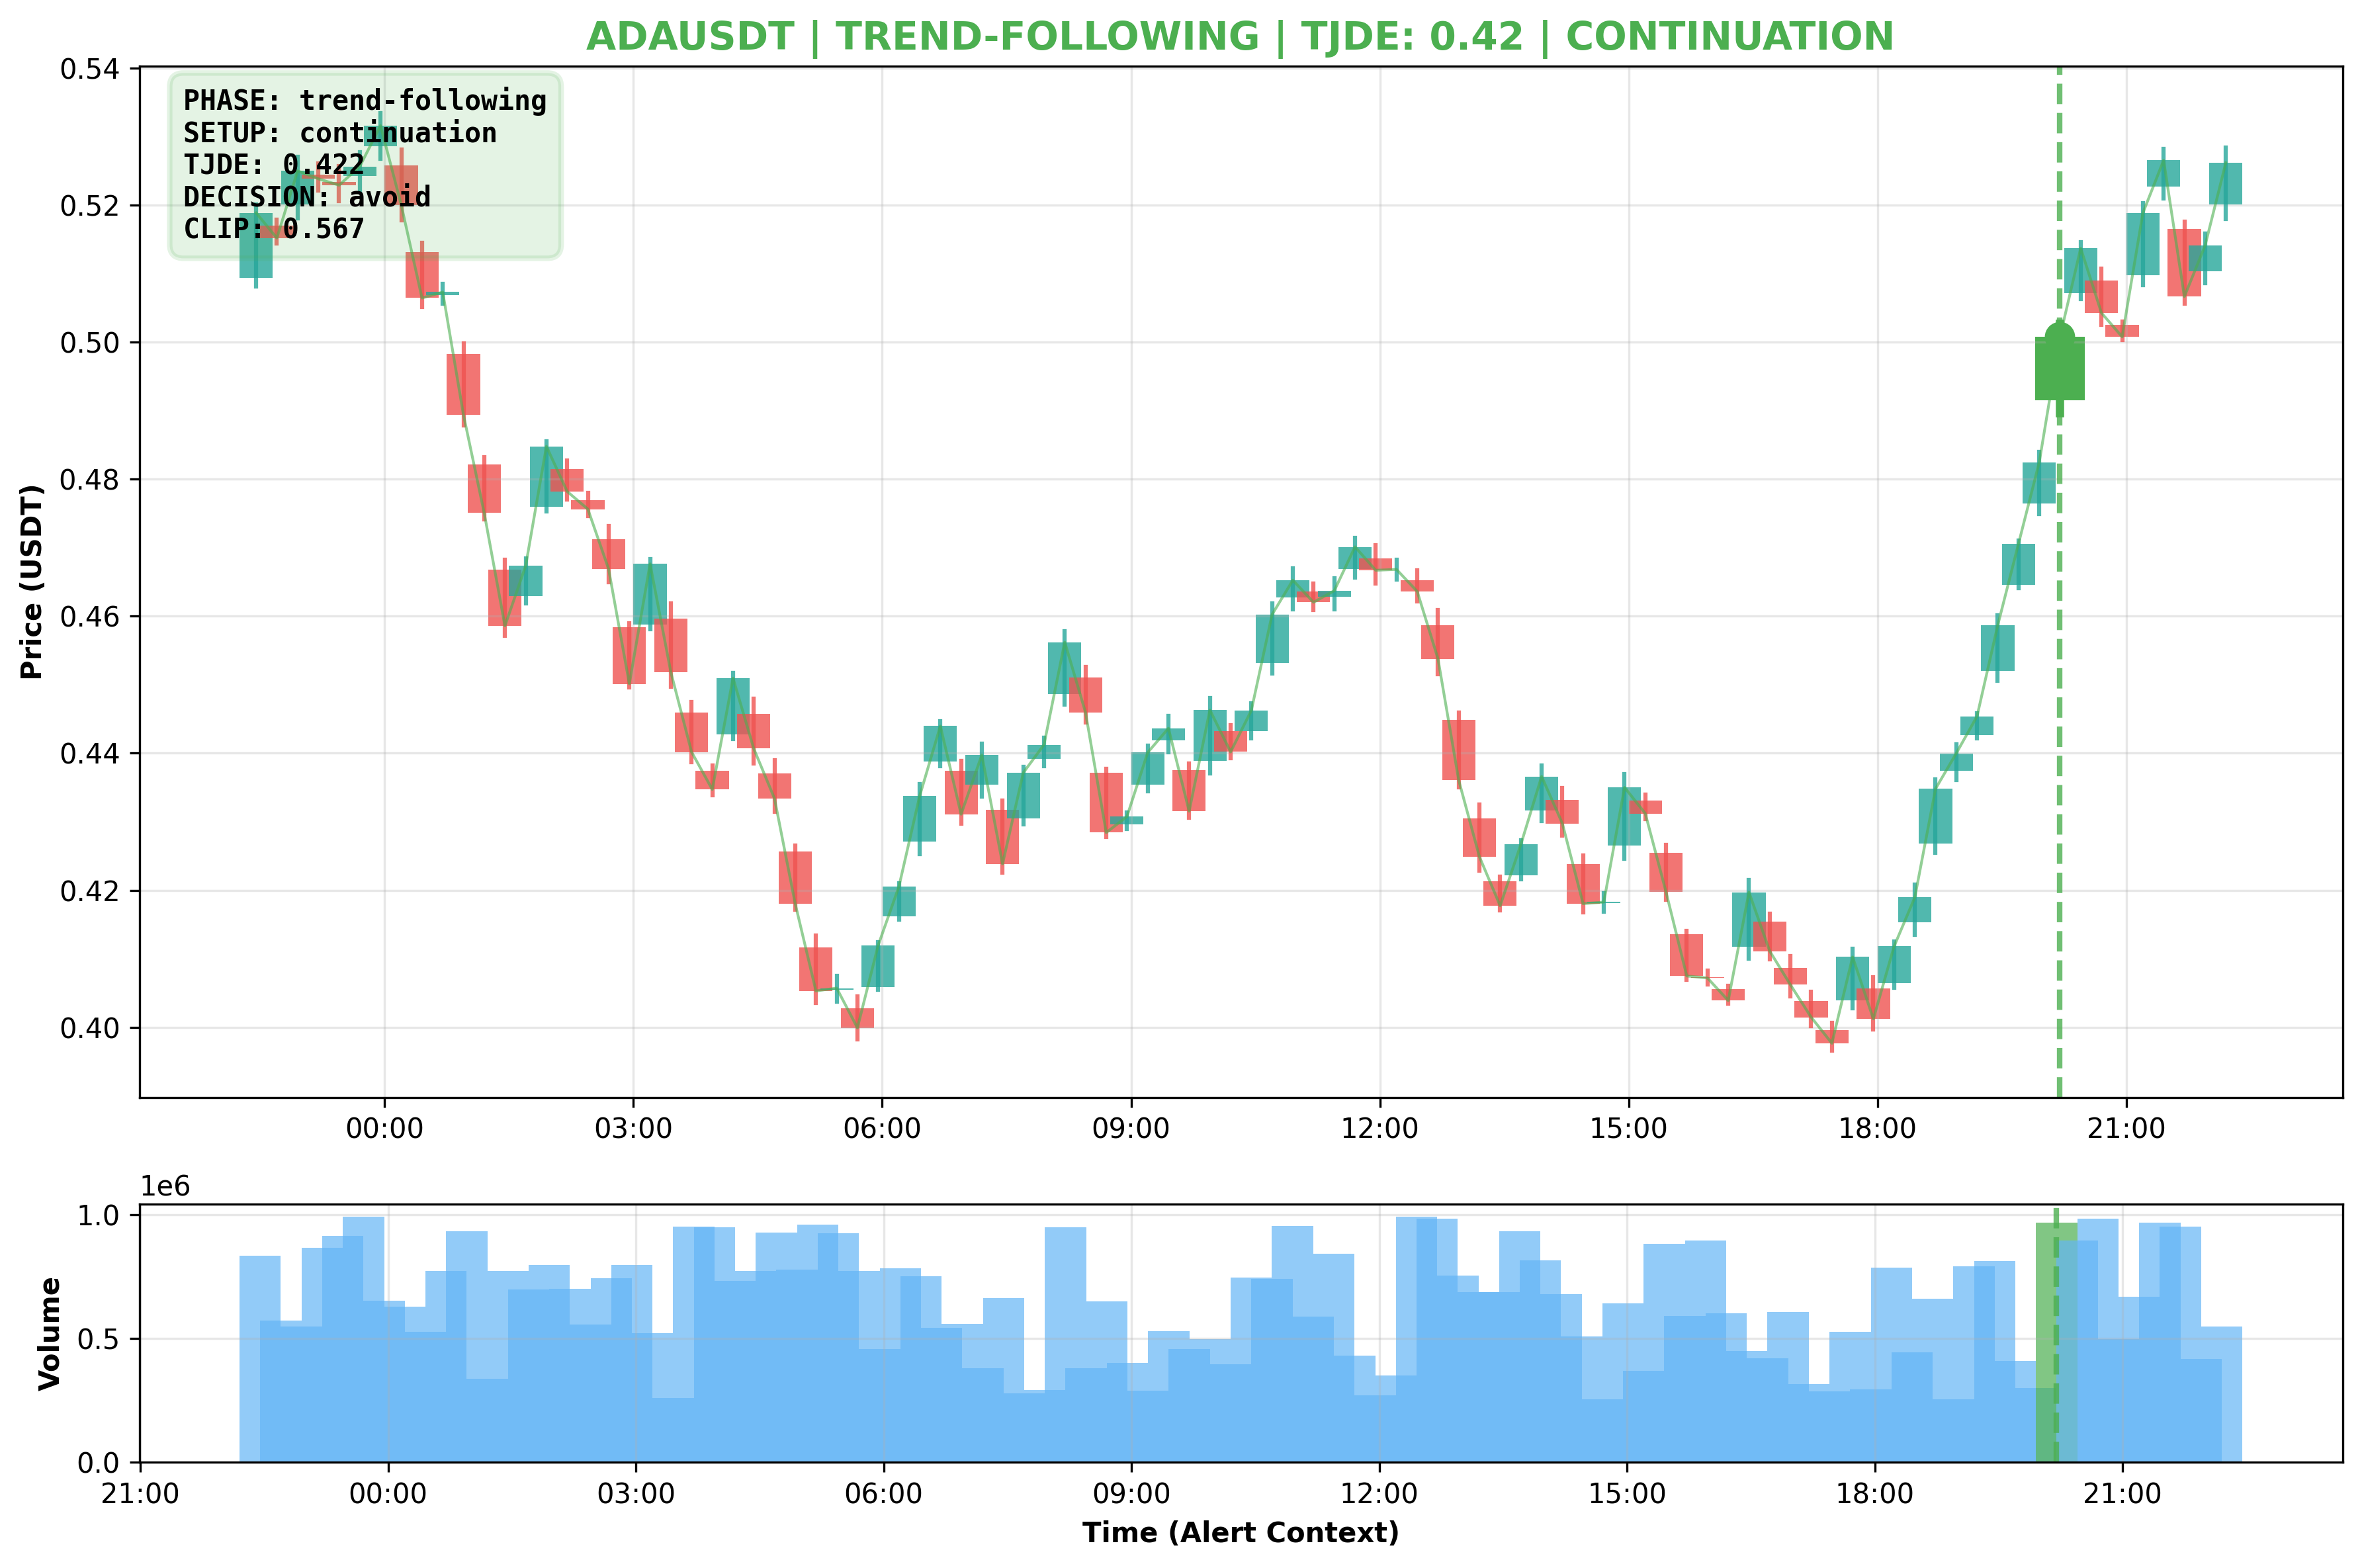 ADAUSDT | TREND-FOLLOWING | TJDE: 0.42 | CONTINUATION
PHASE: trend-following
SETUP: continuation
TJDE: 0.422
DECISION: avoid
CLIP: 0.567
Price (USDT)
0.54
0.52
0.50
0.48
0.46
0.44
0.42
0.40
00:00 03:00 06:00 09:00 12:00 15:00 18:00 21:00
1e6
Volume
1.0
0.5
0.0
21:00 00:00 03:00 06:00 09:00 12:00 15:00 18:00 21:00
Time (Alert Context)